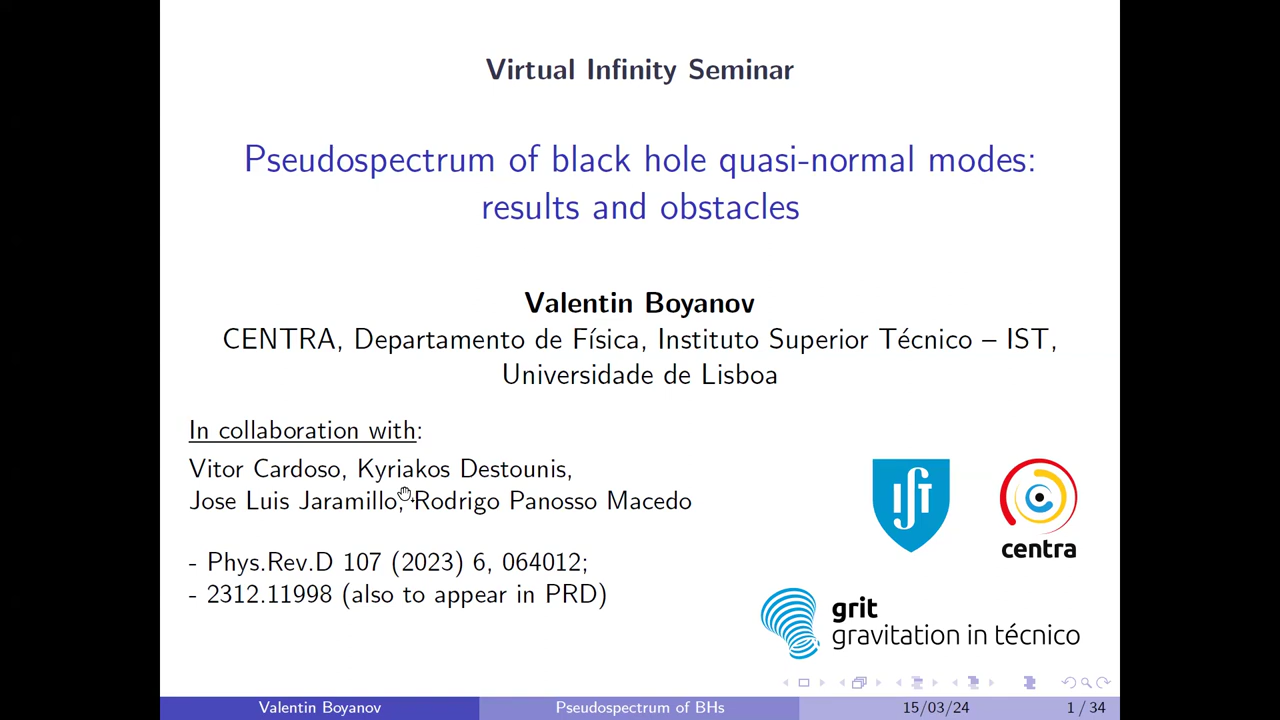 Virtual Infinity Seminar
Pseudospectrum of black hole quasi-normal modes:
results and obstacles
Valentin Boyanov
CENTRA, Departamento de Física, Instituto Superior Técnico – IST,
Universidade de Lisboa
In collaboration with:
Vitor Cardoso, Kyriakos Destounis,
Jose Luis Jaramillo, Rodrigo Panosso Macedo
- Phys.Rev.D 107 (2023) 6, 064012;
- 2312.11998 (also to appear in PRD)
IST
centra
grit
gravitation in técnico
Valentin Boyanov Pseudospectrum of BHs 15/03/24 1 / 34